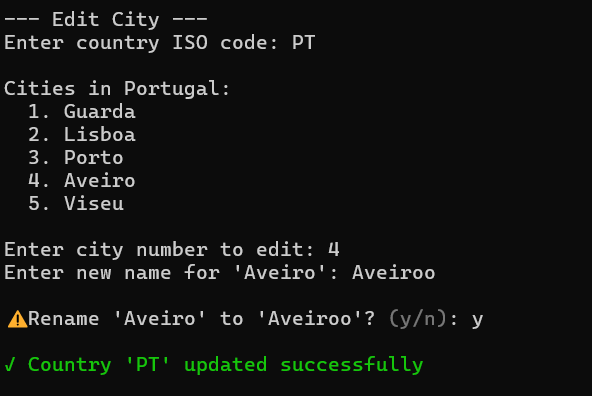 --- Edit City ---
Enter country ISO code: PT
Cities in Portugal:
1. Guarda
2. Lisboa
3. Porto
4. Aveiro
5. Viseu
Enter city number to edit: 4
Enter new name for 'Aveiro': Aveiroo
⚠️Rename 'Aveiro' to 'Aveiroo'? (y/n): y
√ Country 'PT' updated successfully